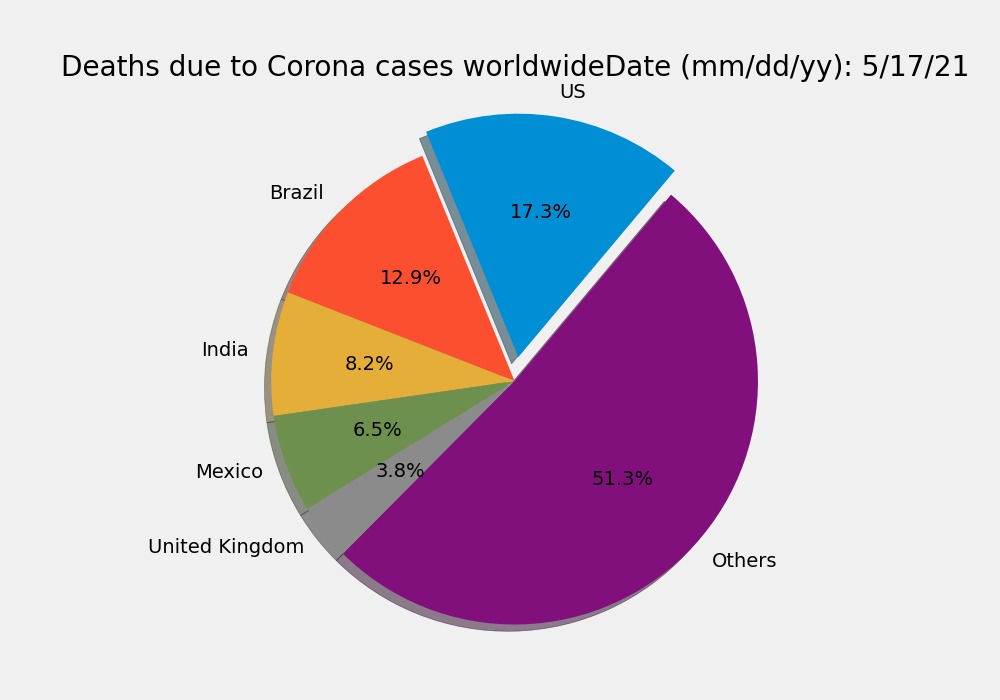 Deaths due to Corona cases worldwideDate (mm/dd/yy): 5/17/21
US
17.3%
Brazil
12.9%
India
8.2%
Mexico
6.5%
United Kingdom
3.8%
Others
51.3%